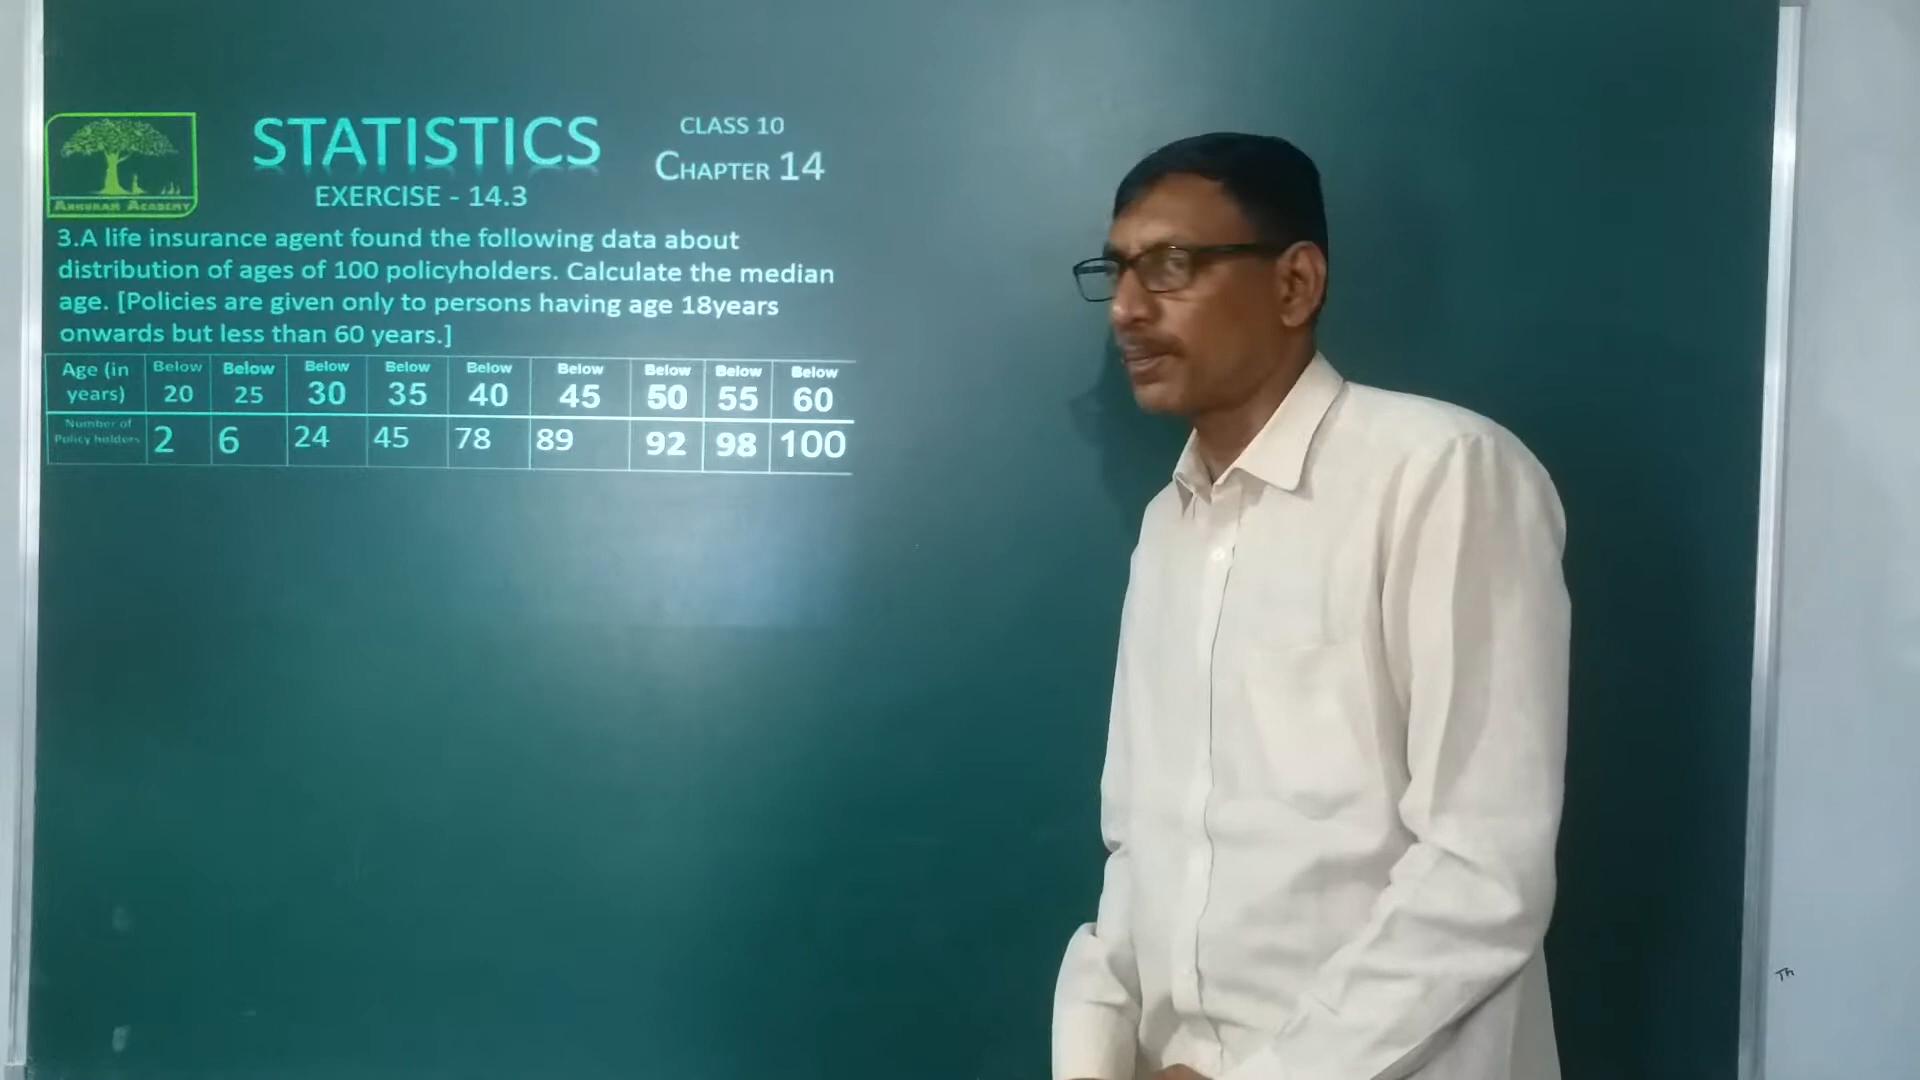 STATISTICS
EXERCISE - 14.3
CLASS 10
CHAPTER 14
ANKURAM ACADEMY
3.A life insurance agent found the following data about
distribution of ages of 100 policyholders. Calculate the median
age. [Policies are given only to persons having age 18years
onwards but less than 60 years.]
Age (in years) Below 20 Below 25 Below 30 Below 35 Below 40 Below 45 Below 50 Below 55 Below 60
Number of Policy holders 2 6 24 45 78 89 92 98 100
Th